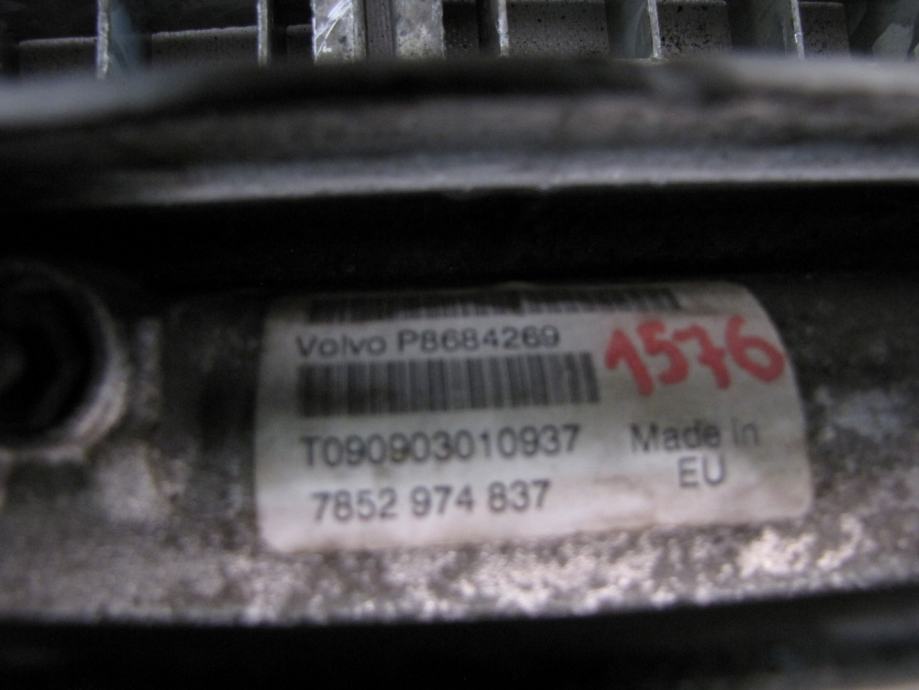 Volvo P8684269
1576
T090903010937
Made in
EU
7852 974 837